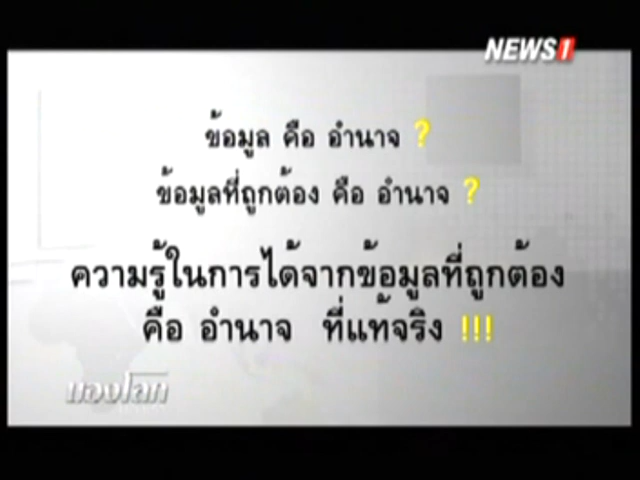 NEWS1
ข้อมูล คือ อำนาจ ?
ข้อมูลที่ถูกต้อง คือ อำนาจ ?
ความรู้ในการได้จากข้อมูลที่ถูกต้อง
คือ อำนาจ ที่แท้จริง !!!
มองโลก